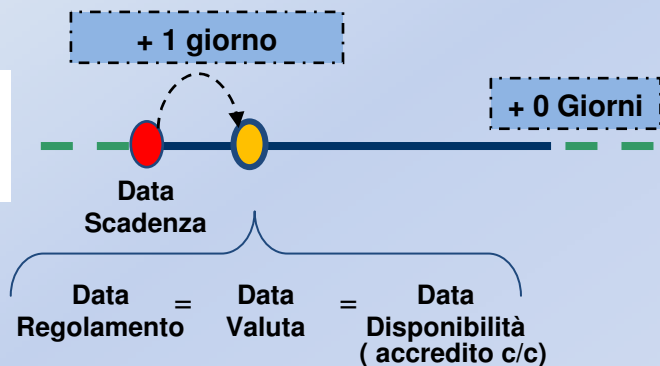 + 1 giorno
+ 0 Giorni
Data
Scadenza
Data = Data = Data
Regolamento Valuta Disponibilità
( accredito c/c)